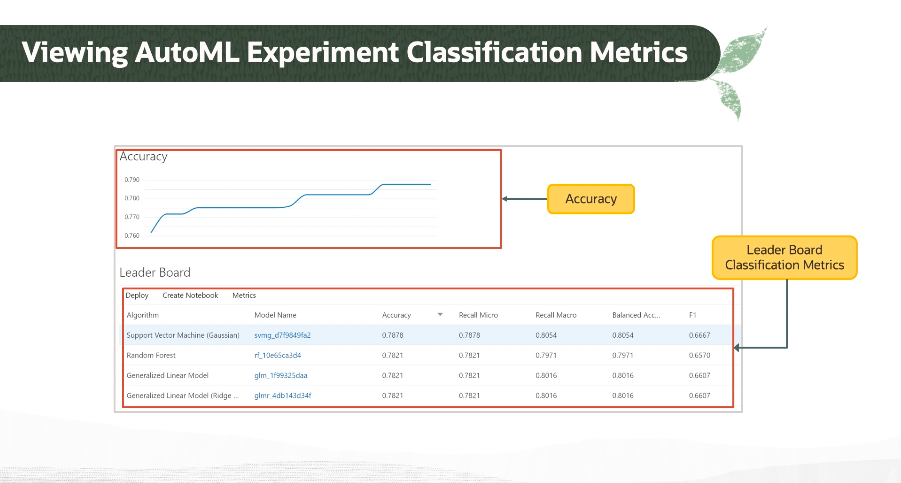 Viewing AutoML Experiment Classification Metrics
Accuracy
0.790
0.780
0.770
0.760
Accuracy
Leader Board
Classification Metrics
Leader Board
Deploy Create Notebook Metrics
Algorithm Model Name Accuracy Recall Micro Recall Macro Balanced Acc... F1
Support Vector Machine (Gaussian) svmg_d7f9849fa2 0.7878 0.7878 0.8054 0.8054 0.6667
Random Forest rf_10e65ca3d4 0.7821 0.7821 0.7971 0.7971 0.6570
Generalized Linear Model glm_1f99325daa 0.7821 0.7821 0.8016 0.8016 0.6607
Generalized Linear Model (Ridge ... glmr_4db143d34f 0.7821 0.7821 0.8016 0.8016 0.6607